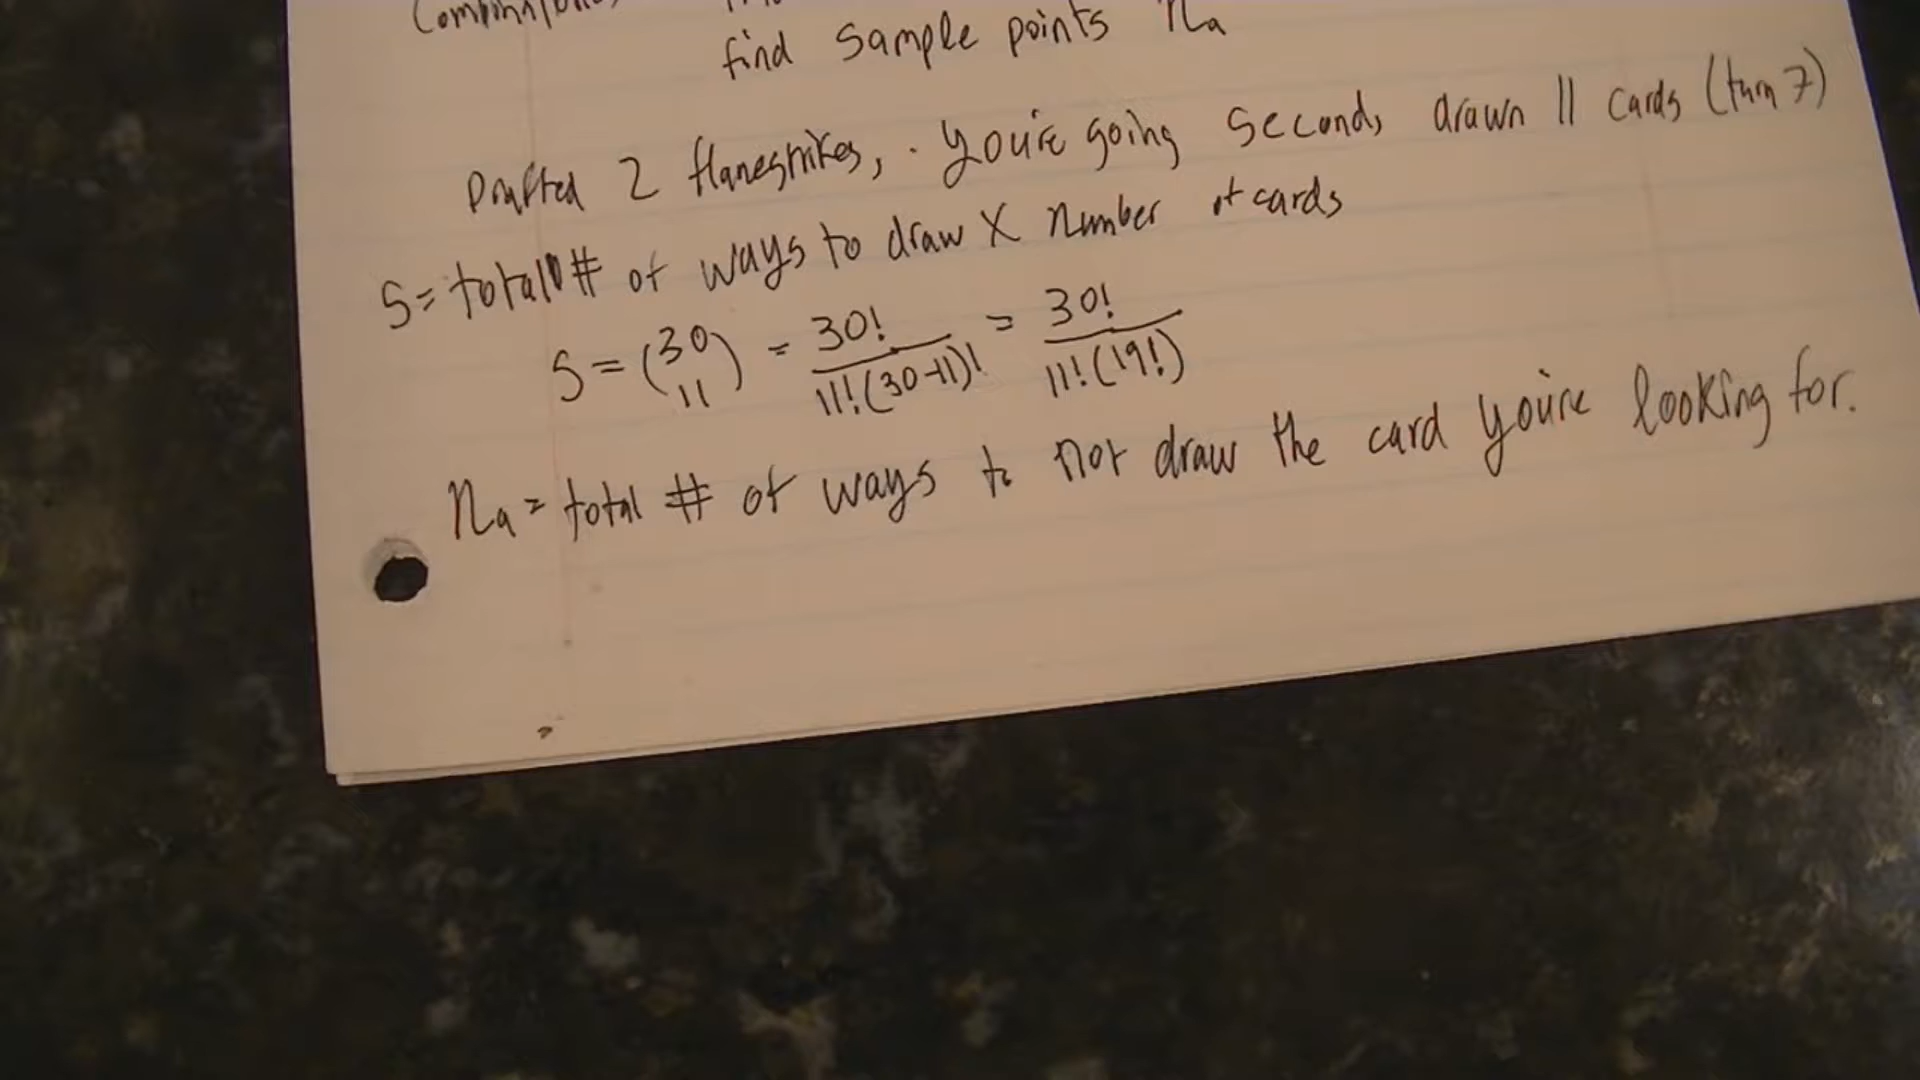 find sample points na
Drafted 2 flamestrikes, . you're going second, drawn 11 cards (turn 7)
S = total # of ways to draw X number of cards
S = (30 11) = 30! / 11!(30-11)! = 30! / 11!(19!)
na = total # of ways to not draw the card you're looking for.